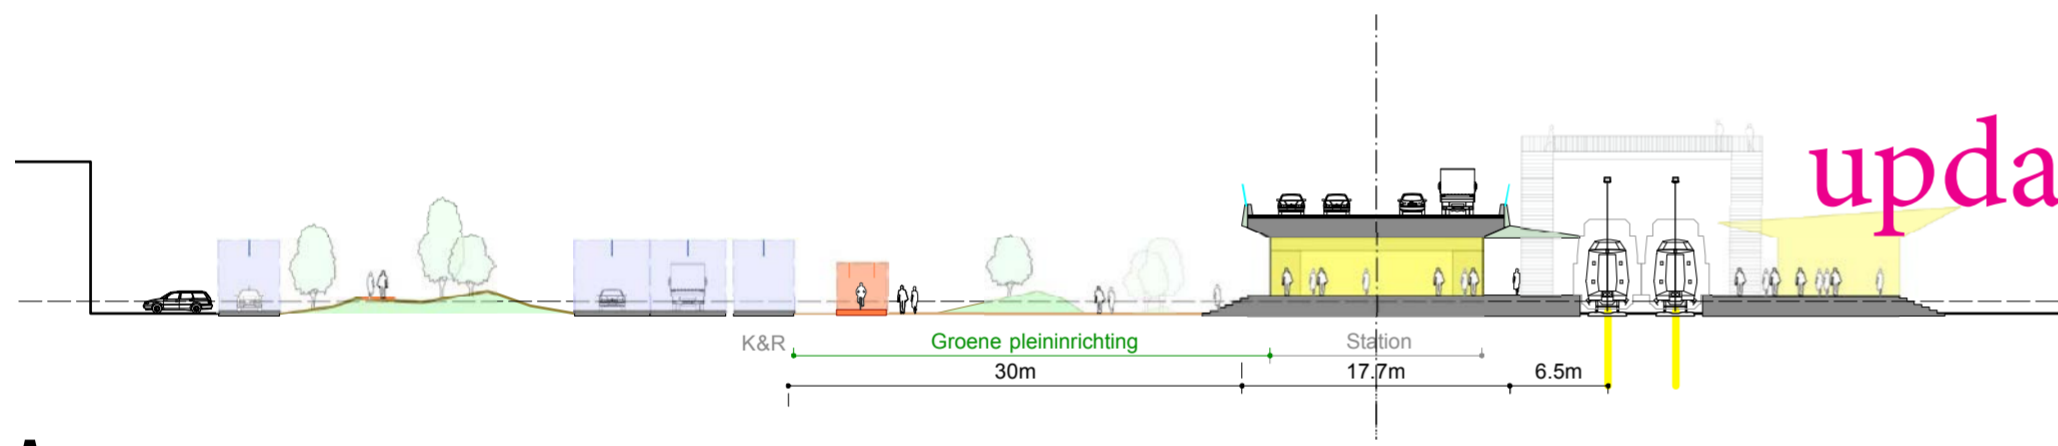 upda
K&R
Groene pleininrichting
Station
30m
17.7m
6.5m